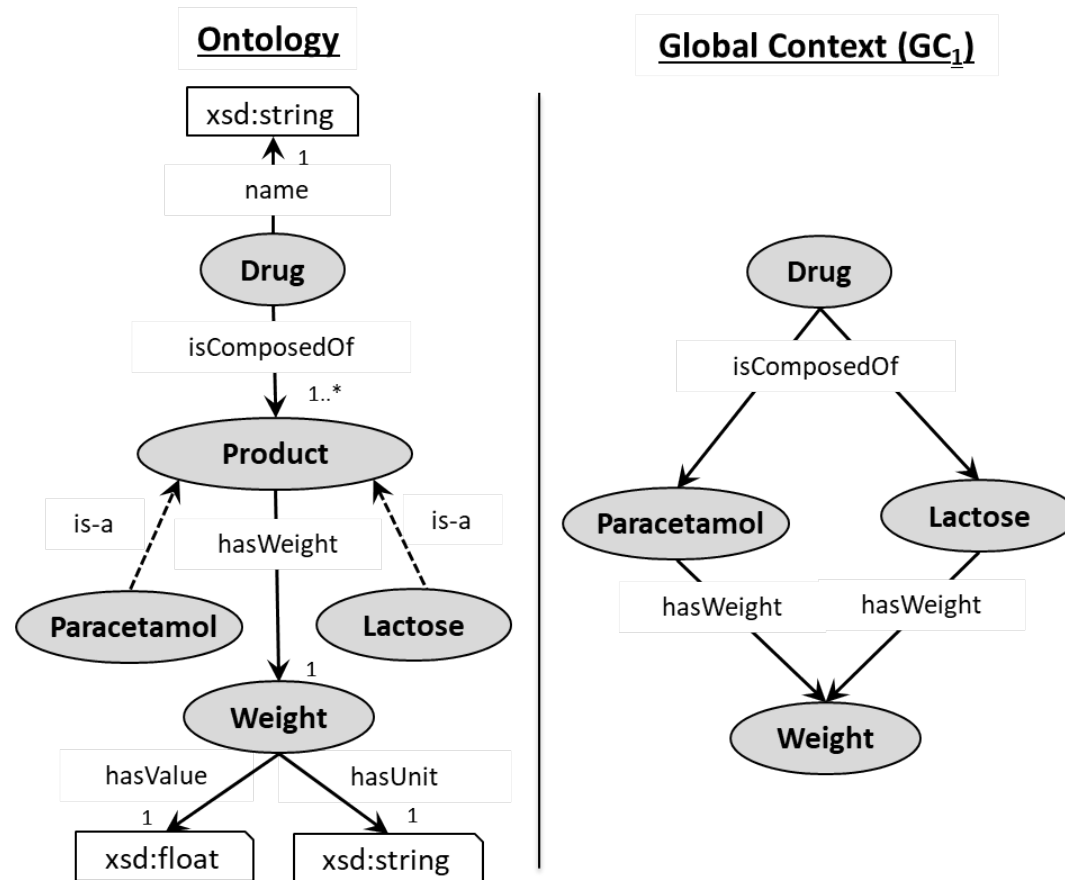 Ontology
xsd:string
1
name
Drug
isComposedOf
1..*
Product
is-a
hasWeight
is-a
Paracetamol
Lactose
1
Weight
hasValue
hasUnit
1
1
xsd:float
xsd:string
Global Context (GC1)
Drug
isComposedOf
Paracetamol
Lactose
hasWeight
hasWeight
Weight